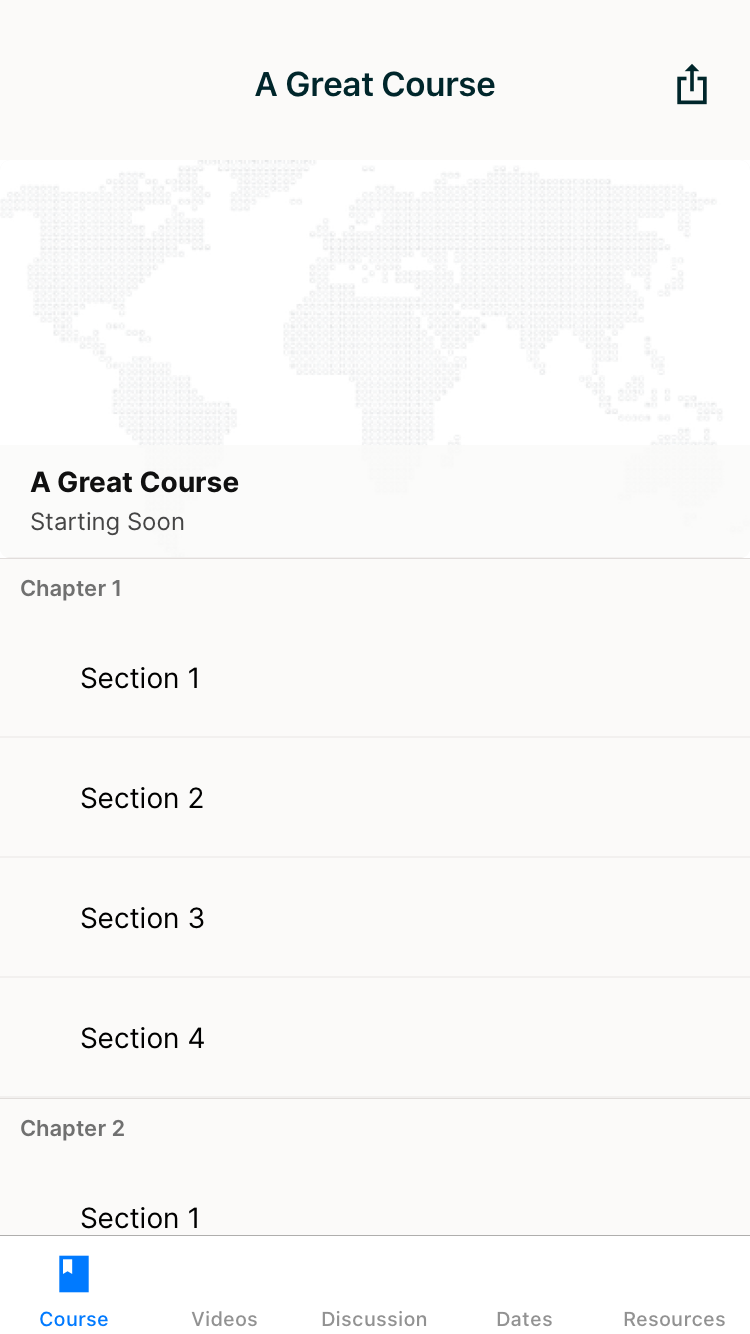 A Great Course
A Great Course
Starting Soon
Chapter 1
Section 1
Section 2
Section 3
Section 4
Chapter 2
Section 1
Course Videos Discussion Dates Resources